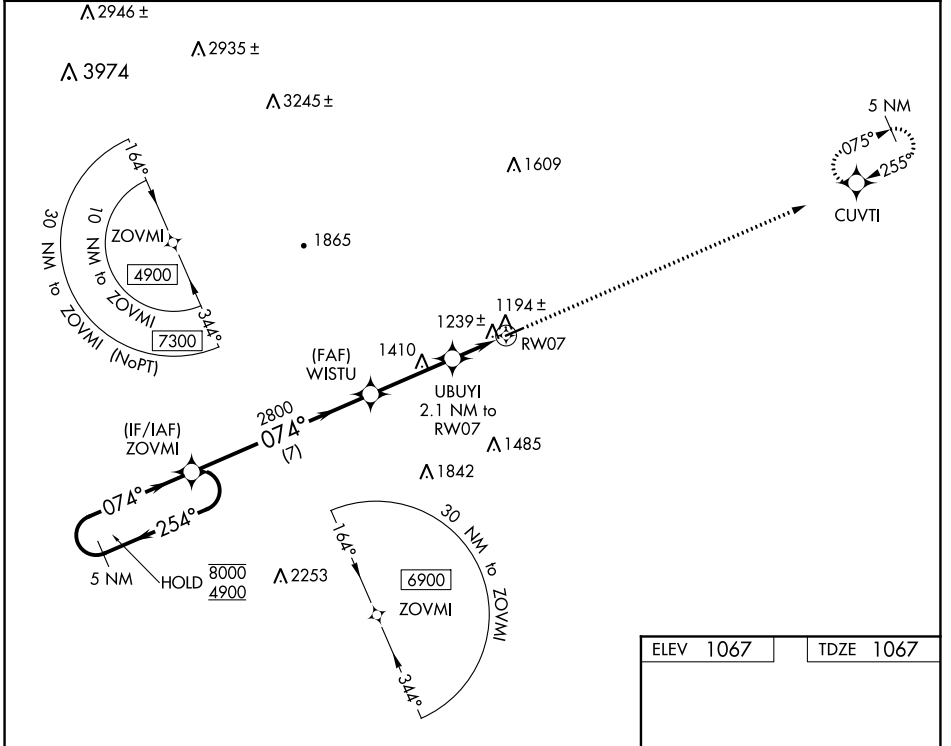 2946 ±
2935 ±
3974
3245 ±
5 NM
075°
255°
CUVTI
1609
164°
30 NM to ZOVMI (NoPT)
10 NM to ZOVMI
ZOVMI
4900
7300
344°
1865
1194 ±
1239 ±
RW07
1410
(FAF)
WISTU
UBUYI
2.1 NM to
RW07
2800
074°
(7)
(IF/IAF)
ZOVMI
1485
1842
074°
254°
5 NM
HOLD
8000
4900
2253
164°
30 NM to ZOVMI
6900
ZOVMI
344°
ELEV 1067
TDZE 1067